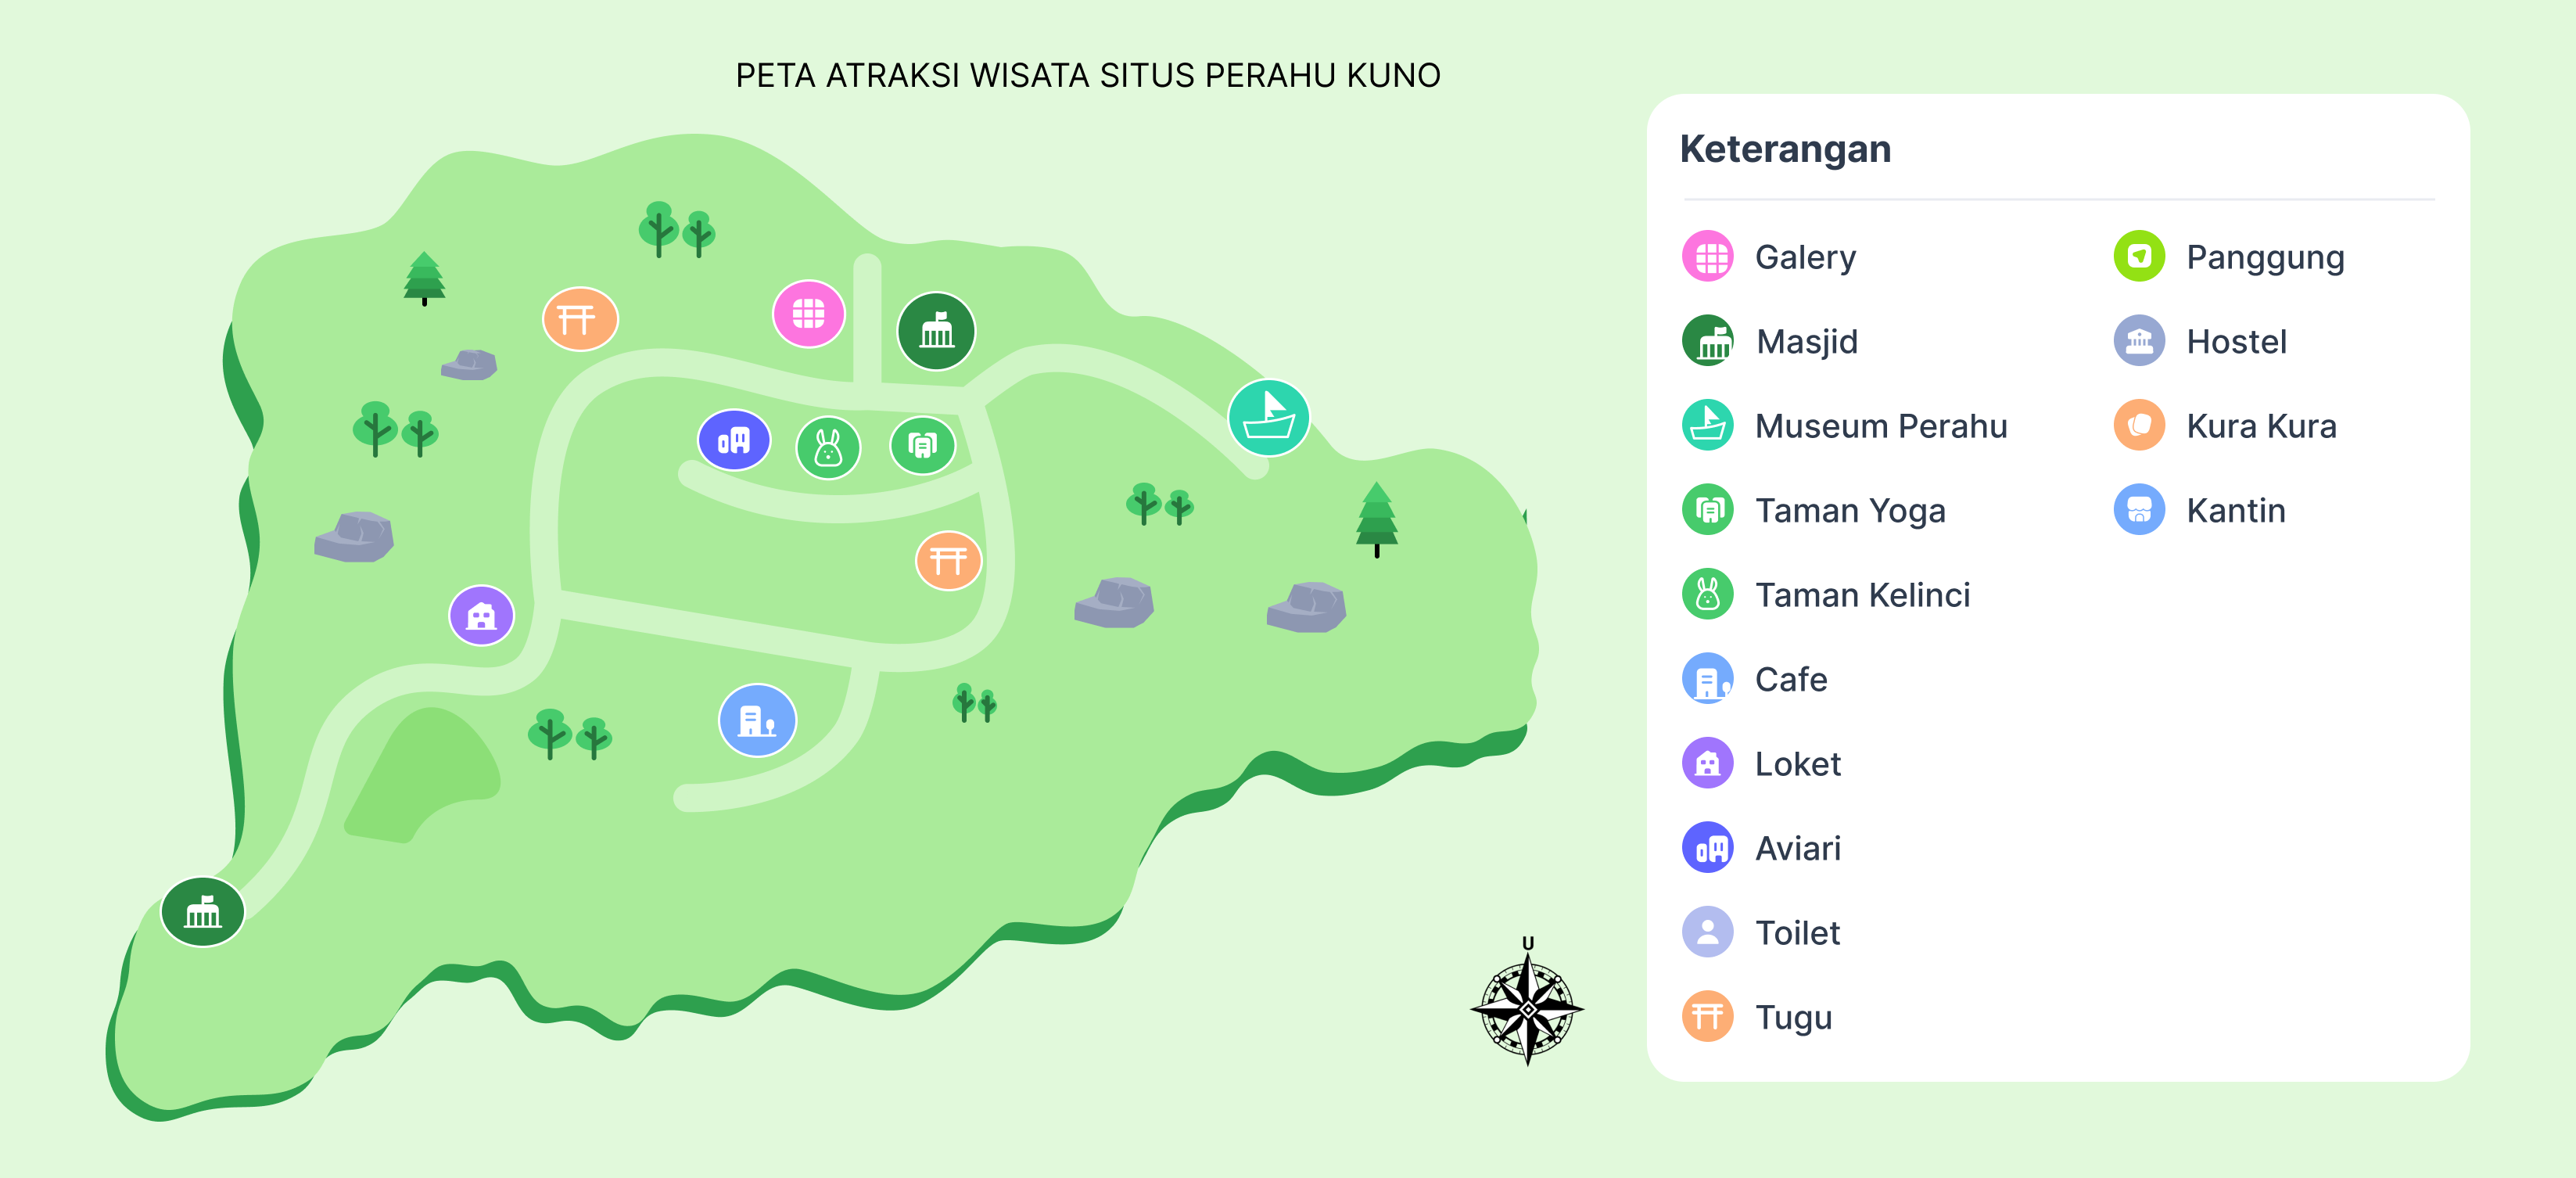 PETA ATRAKSI WISATA SITUS PERAHU KUNO
Keterangan
Galery
Masjid
Museum Perahu
Taman Yoga
Taman Kelinci
Cafe
Loket
Aviari
Toilet
Tugu
Panggung
Hostel
Kura Kura
Kantin
U